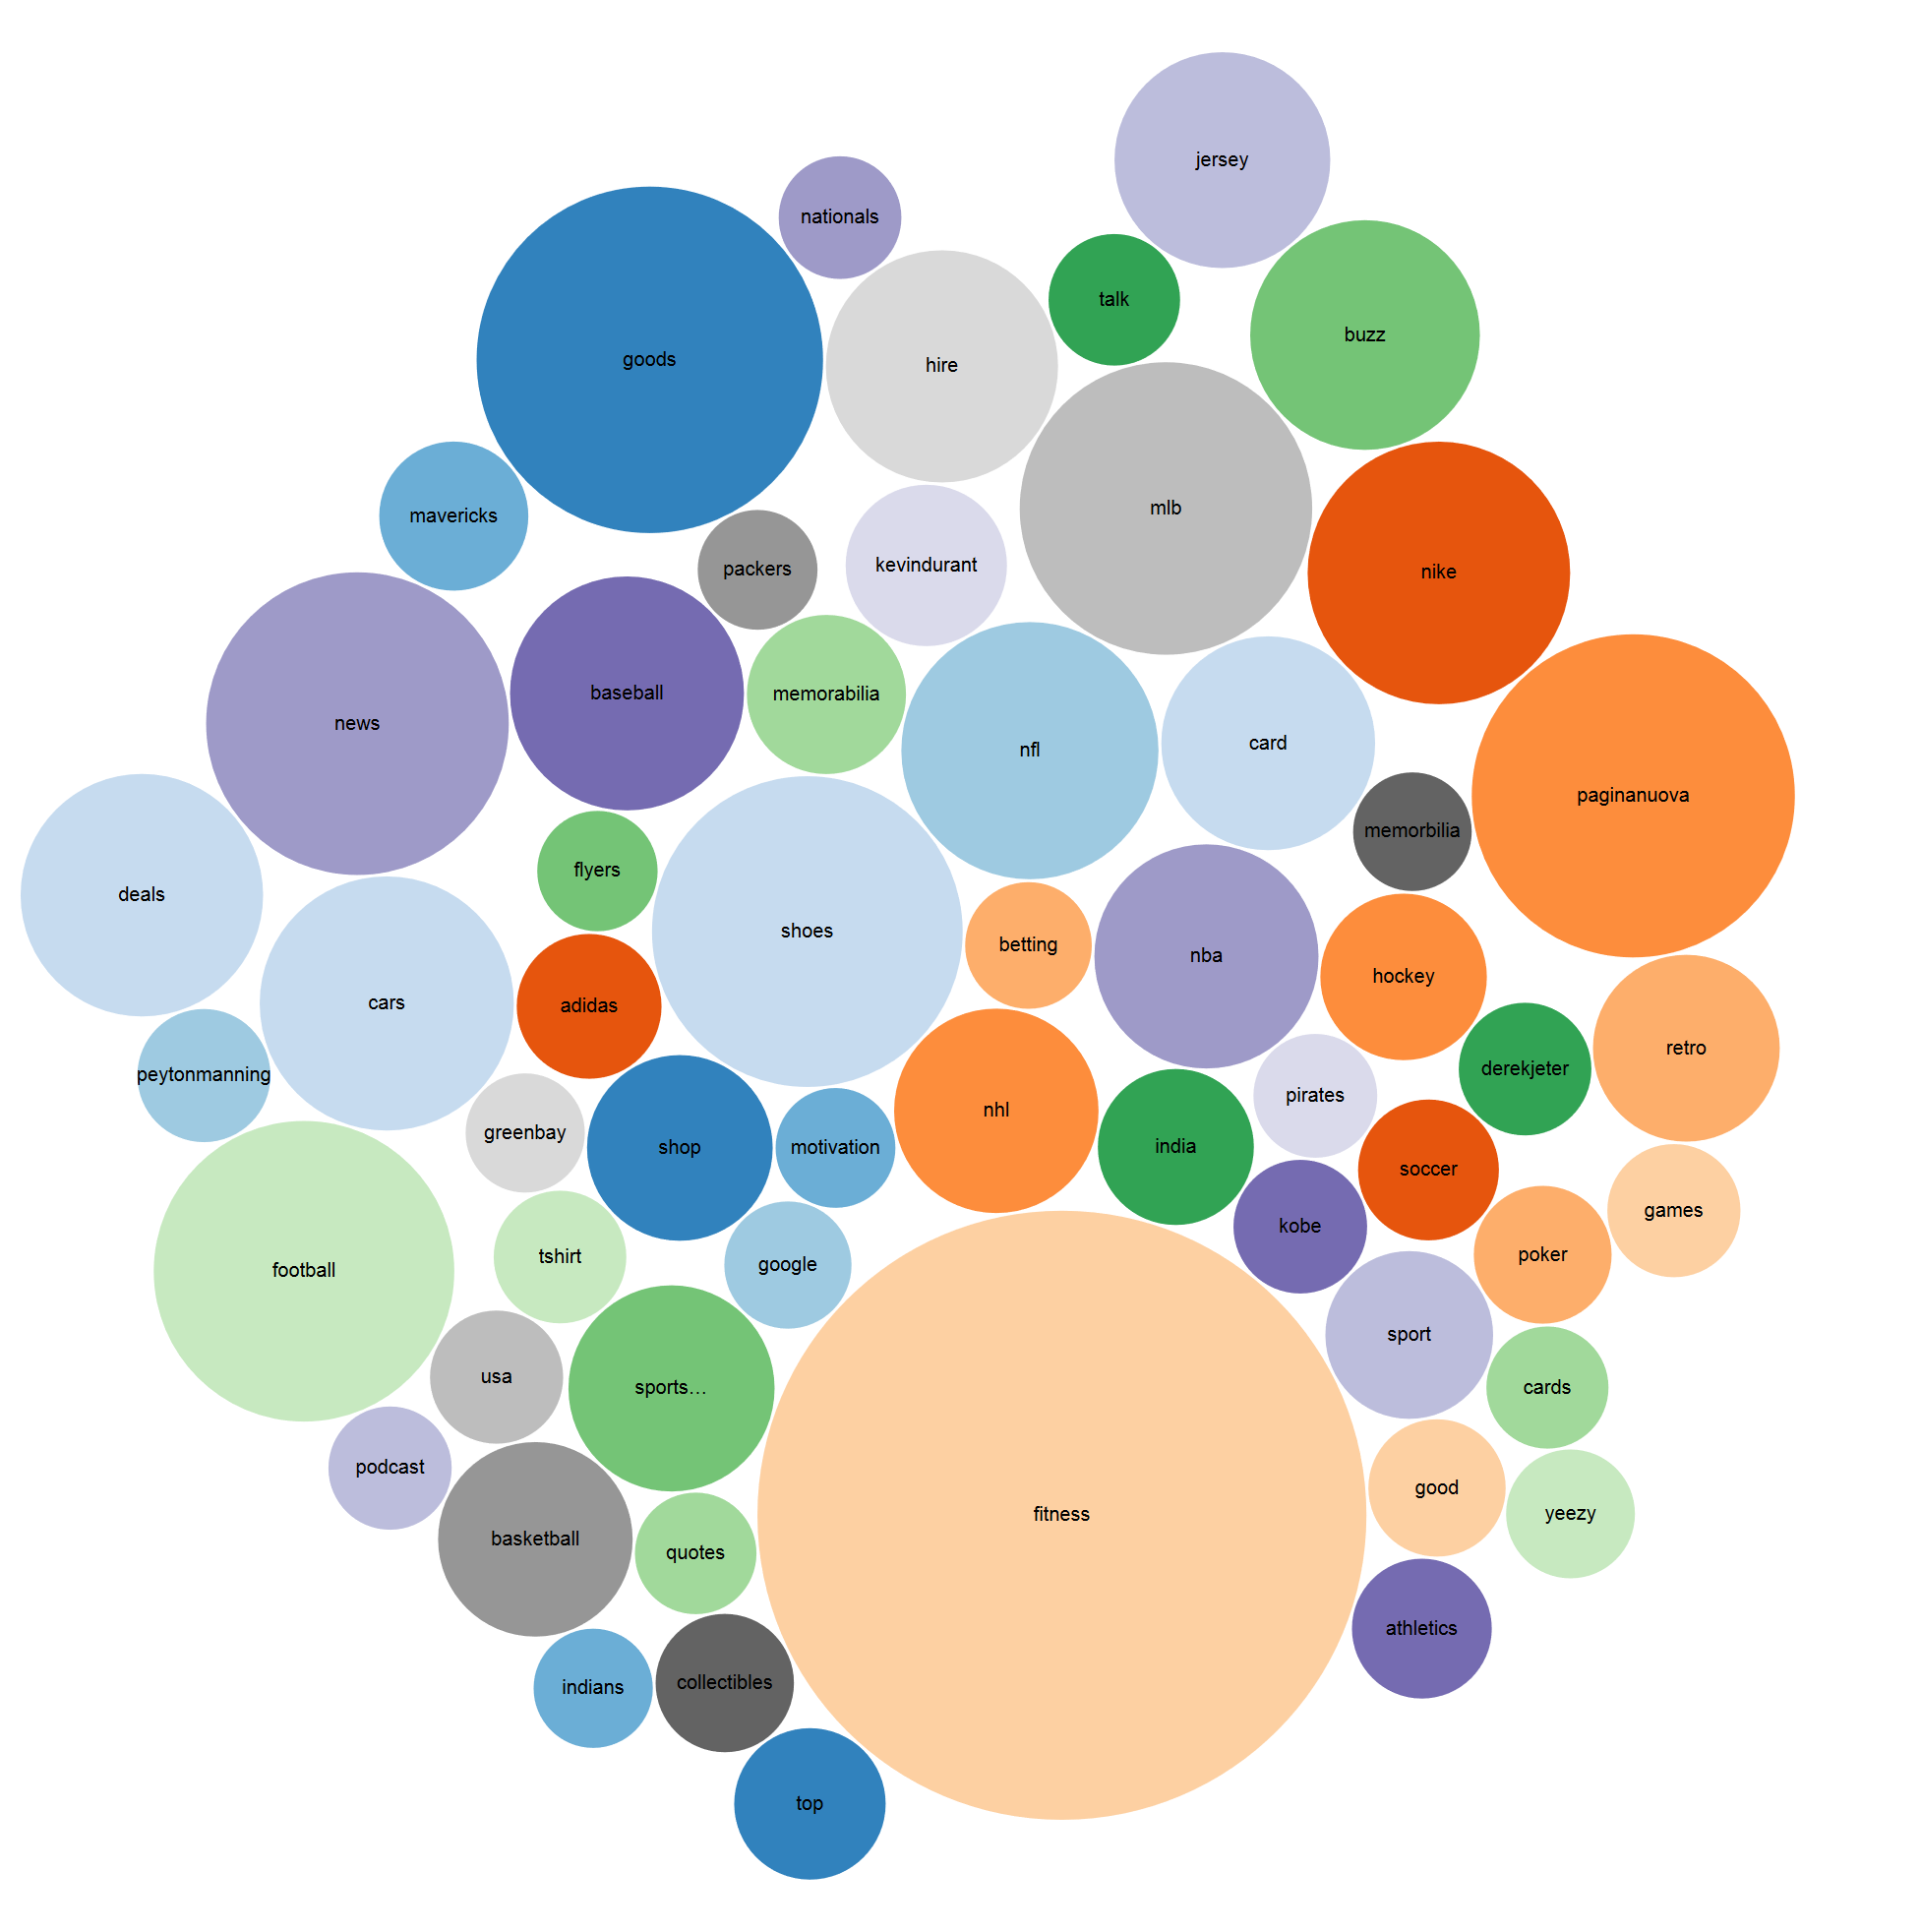 jersey
nationals
talk
buzz
goods
hire
mlb
mavericks
packers
kevindurant
nike
baseball
memorabilia
news
nfl
card
paginanuova
memorbilia
flyers
deals
shoes
betting
nba
hockey
cars
adidas
retro
derekjeter
peytonmanning
pirates
nhl
greenbay
shop
motivation
india
soccer
games
kobe
tshirt
google
poker
football
sport
usa
sports…
cards
podcast
good
fitness
yeezy
basketball
quotes
athletics
indians
collectibles
top